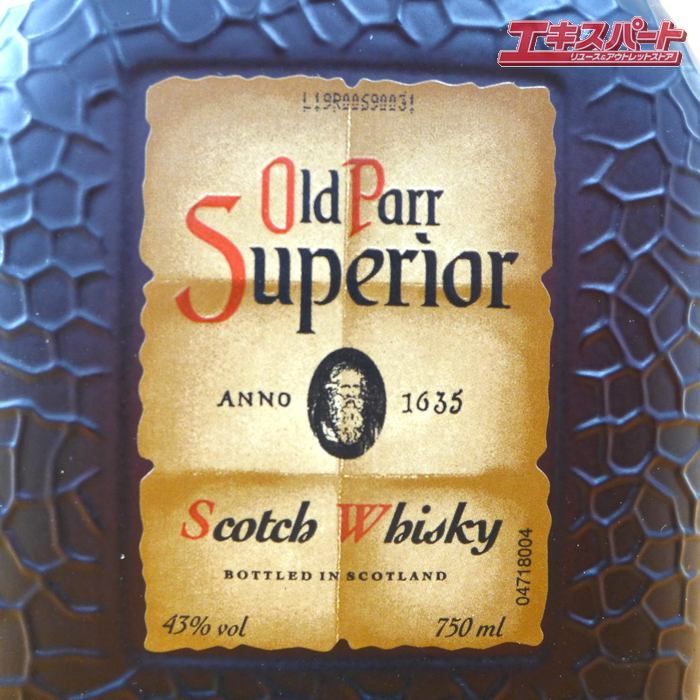 エキスパート
リユース&アウトレットストア
L19R00S90031
Old Parr
Superior
ANNO 1635
Scotch Whisky
BOTTLED IN SCOTLAND
04718004
43% vol 750 ml